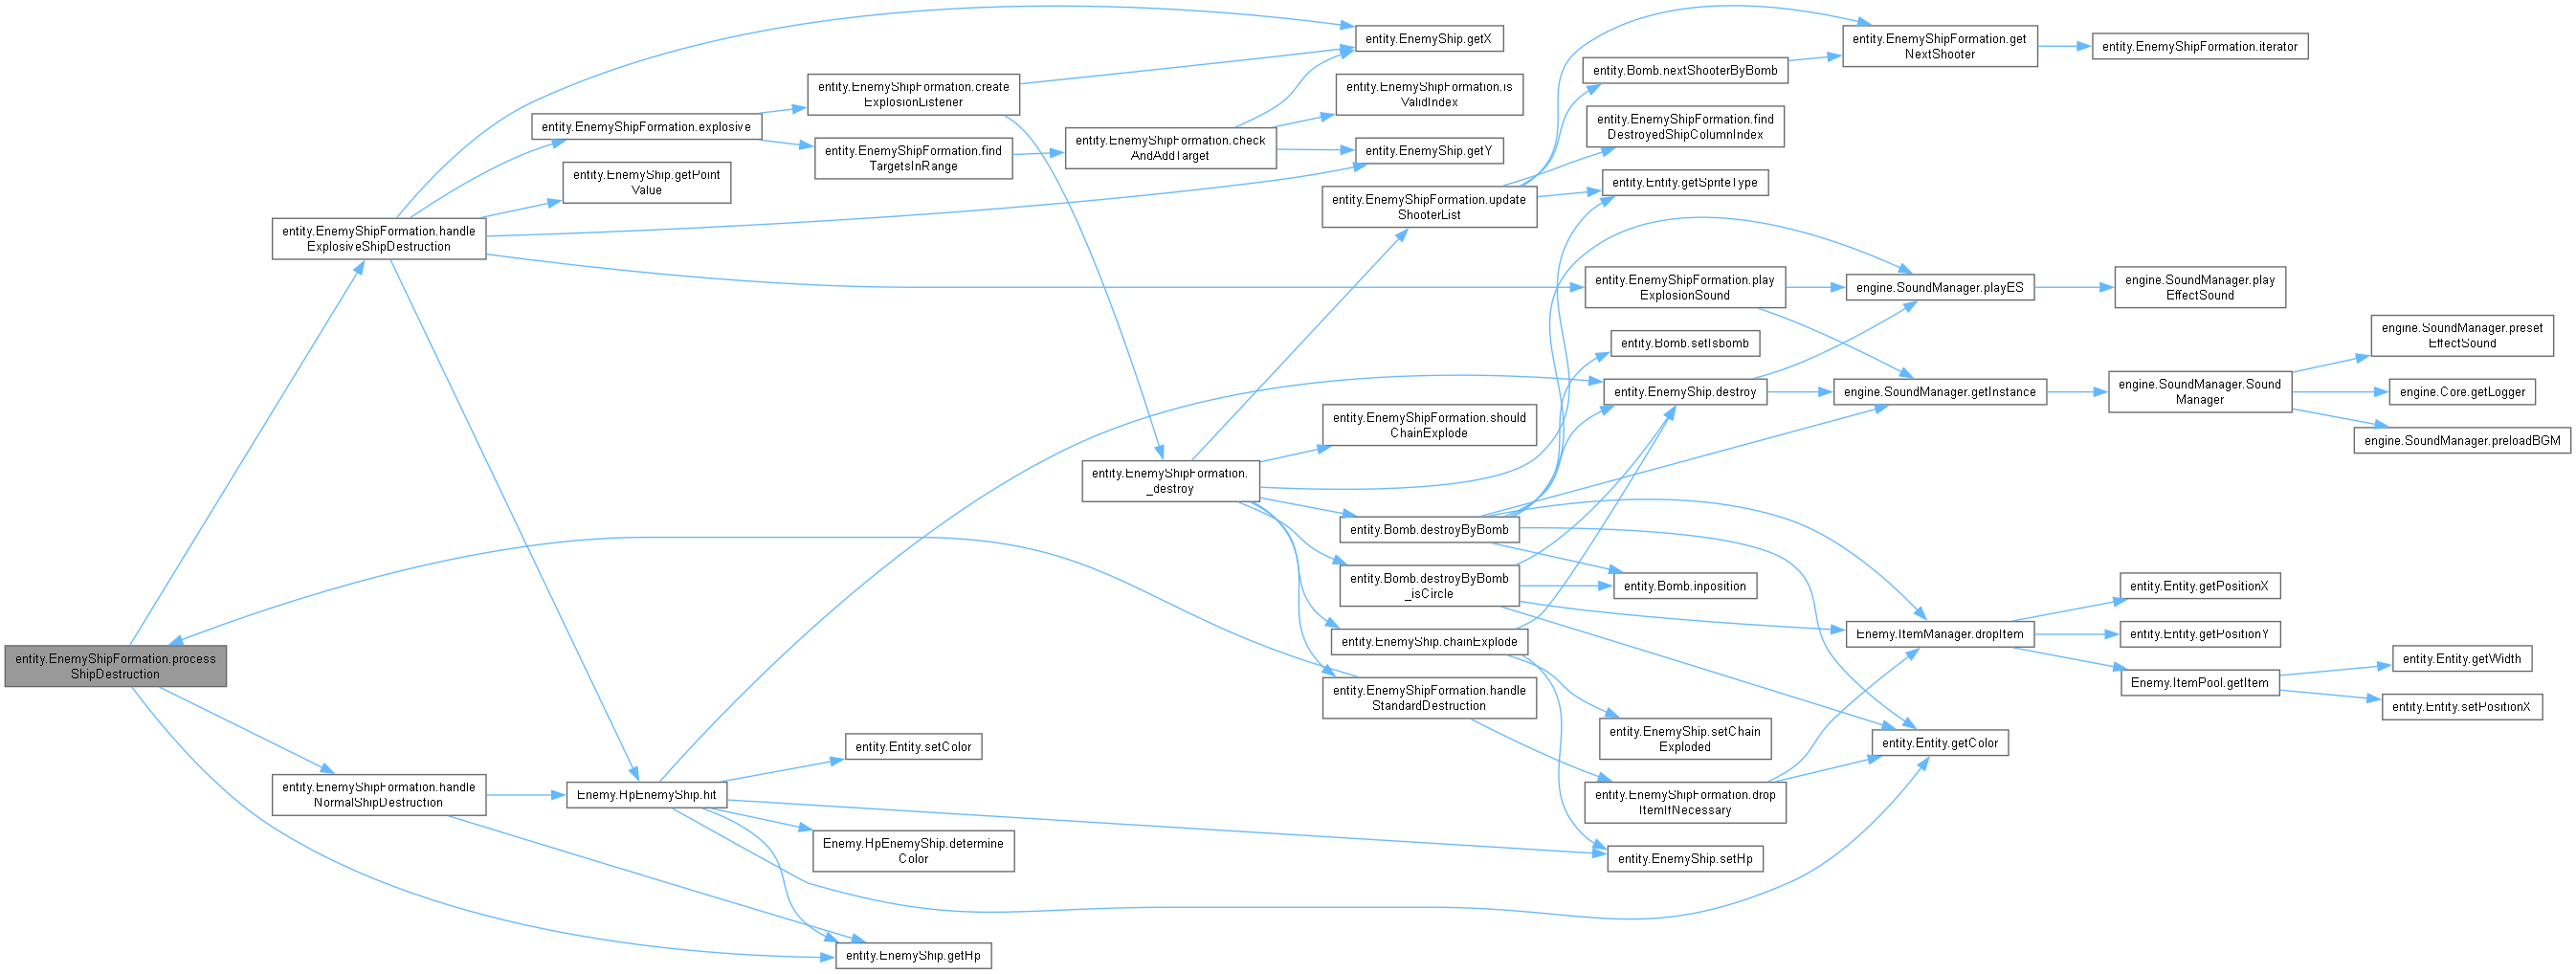 entity.EnemyShipFormation.process
ShipDestruction
entity.EnemyShipFormation.handle
ExplosiveShipDestruction
entity.EnemyShipFormation.handle
NormalShipDestruction
entity.EnemyShipFormation.explosive
entity.EnemyShip.getPoint
Value
Enemy.HpEnemyShip.hit
entity.EnemyShipFormation.create
ExplosionListener
entity.EnemyShipFormation.find
TargetsInRange
entity.Entity.setColor
Enemy.HpEnemyShip.determine
Color
entity.EnemyShip.getHp
entity.EnemyShipFormation.check
AndAddTarget
entity.EnemyShipFormation.
_destroy
entity.EnemyShip.getX
entity.EnemyShipFormation.is
ValidIndex
entity.EnemyShip.getY
entity.EnemyShipFormation.update
ShooterList
entity.EnemyShipFormation.should
ChainExplode
entity.Bomb.destroyByBomb
entity.Bomb.destroyByBomb
_isCircle
entity.EnemyShip.chainExplode
entity.EnemyShipFormation.handle
StandardDestruction
entity.Bomb.nextShooterByBomb
entity.EnemyShipFormation.find
DestroyedShipColumnIndex
entity.Entity.getSpriteType
entity.EnemyShipFormation.play
ExplosionSound
entity.Bomb.setIsbomb
entity.EnemyShip.destroy
entity.Bomb.inposition
entity.EnemyShip.setChain
Exploded
entity.EnemyShipFormation.drop
ItemIfNecessary
entity.EnemyShip.setHp
entity.EnemyShipFormation.get
NextShooter
engine.SoundManager.playES
engine.SoundManager.getInstance
Enemy.ItemManager.dropItem
entity.Entity.getColor
entity.EnemyShipFormation.iterator
engine.SoundManager.play
EffectSound
engine.SoundManager.Sound
Manager
entity.Entity.getPositionX
entity.Entity.getPositionY
Enemy.ItemPool.getItem
engine.SoundManager.preset
EffectSound
engine.Core.getLogger
engine.SoundManager.preloadBGM
entity.Entity.getWidth
entity.Entity.setPositionX